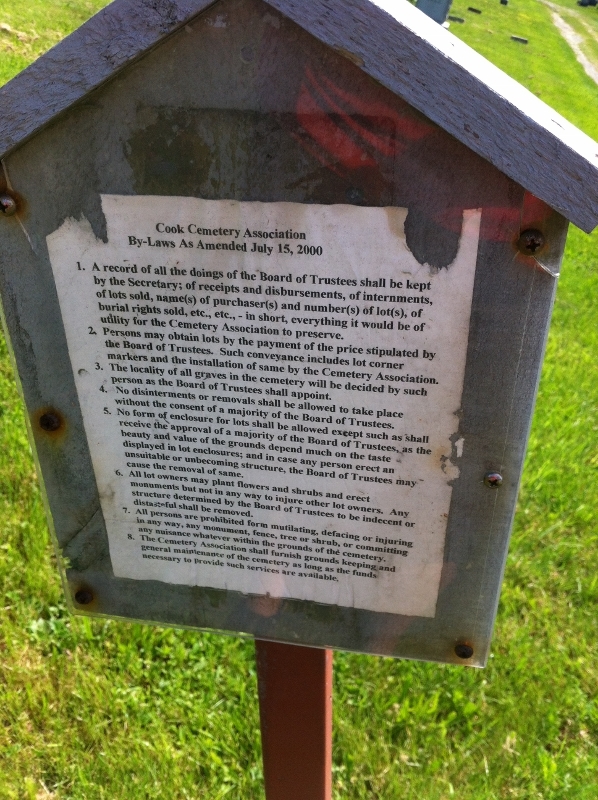 Cook Cemetery Association
By-Laws As Amended July 15, 2000
1. A record of all the doings of the Board of Trustees shall be kept
by the Secretary; of receipts and disbursements, of internments,
of lots sold, name(s) of purchaser(s) and number(s) of lot(s), of
burial rights sold, etc., etc., - in short, everything it would be of
utility for the Cemetery Association to preserve.
2, Persons may obtain lots by the payment of the price stipulated by
the Board of Trustees. Such conveyance includes lot corner
markers and the installation of same by the Cemetery Association.
3. The locality of all graves in the cemetery will be decided by such
person as the Board of Trustees shall appoint.
4. No disinterments or removals shall be allowed to take place
without the consent of a majority of the Board of Trustees.
5. No form of enclosure for lots shall be allowed except such as shall
receive the approval of a majority of the Board of Trustees, as the
beauty and value of the grounds depend much on the taste
displayed in lot enclosures; and in case any person erect an
unsuitable or unbecoming structure, the Board of Trustees may
cause the removal of same.
6. All lot owners may plant flowers and shrubs and erect
monuments but not in any way to injure other lot owners. Any
structure determined by the Board of Trustees to be indecent or
distasteful shall be removed.
7. All persons are prohibited form mutilating, defacing or injuring
in any way, any monument, fence, tree or shrub, or committing
any nuisance whatever within the grounds of the cemetery.
8. The Cemetery Association shall furnish grounds keeping and
general maintenance of the cemetery as long as the funds
necessary to provide such services are available.